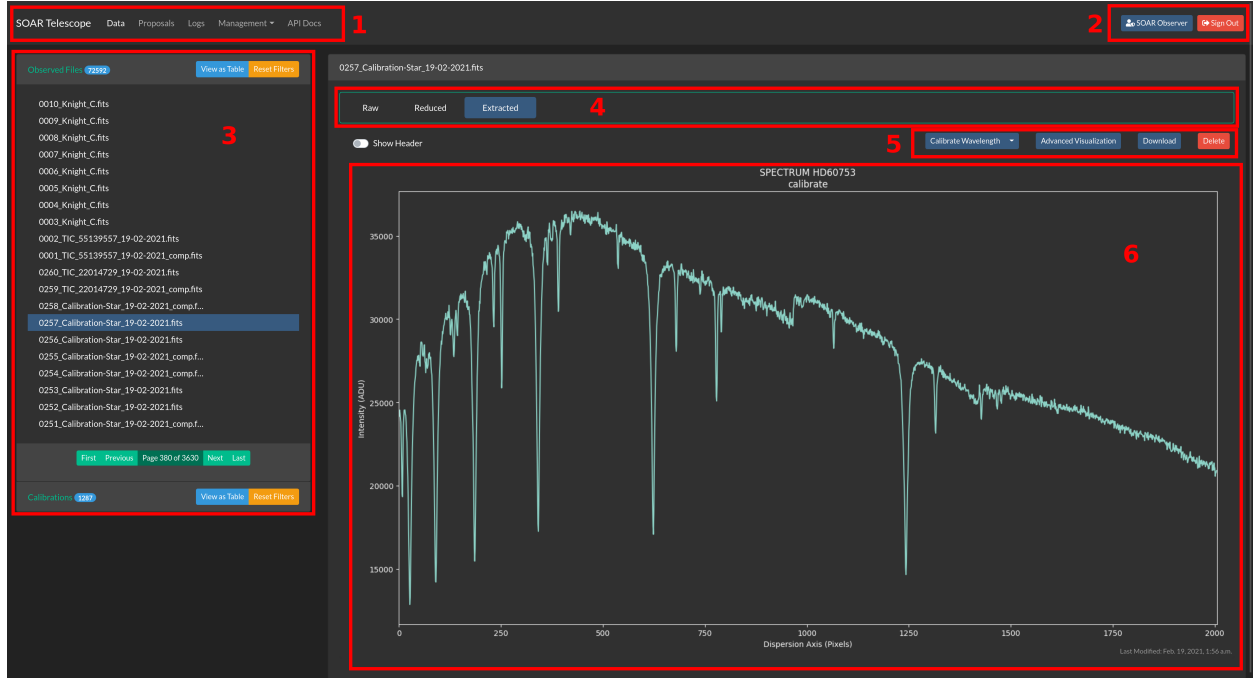 SOAR Telescope Data Proposals Logs Management API Docs 1
2 SOAR Observer Sign Out
Observed Files 72592 View as Table Reset Filters
0010_Knight_C.fits
0009_Knight_C.fits
0008_Knight_C.fits
3
0007_Knight_C.fits
0006_Knight_C.fits
0005_Knight_C.fits
0004_Knight_C.fits
0003_Knight_C.fits
0002_TIC_55139557_19-02-2021.fits
0001_TIC_55139557_19-02-2021_comp.fits
0260_TIC_22014729_19-02-2021.fits
0259_TIC_22014729_19-02-2021.fits
0258_Calibration-Star_19-02-2021_comp.f...
0257_Calibration-Star_19-02-2021.fits
0256_Calibration-Star_19-02-2021.fits
0255_Calibration-Star_19-02-2021_comp.f...
0254_Calibration-Star_19-02-2021_comp.f...
0253_Calibration-Star_19-02-2021.fits
0252_Calibration-Star_19-02-2021.fits
0251_Calibration-Star_19-02-2021_comp.f...
First Previous Page 380 of 3630 Next Last
Calibrations 1287 View as Table Reset Filters
0257_Calibration-Star_19-02-2021.fits
Raw Reduced Extracted 4
Show Header
5 Calibrate Wavelength Advanced Visualization Download Delete
SPECTRUM HD60753
calibrate
6
35000
30000
25000
20000
15000
Intensity (ADU)
0 250 500 750 1000 1250 1500 1750 2000
Dispersion Axis (Pixels)
Last Modified: Feb. 19, 2021, 1:56 a.m.